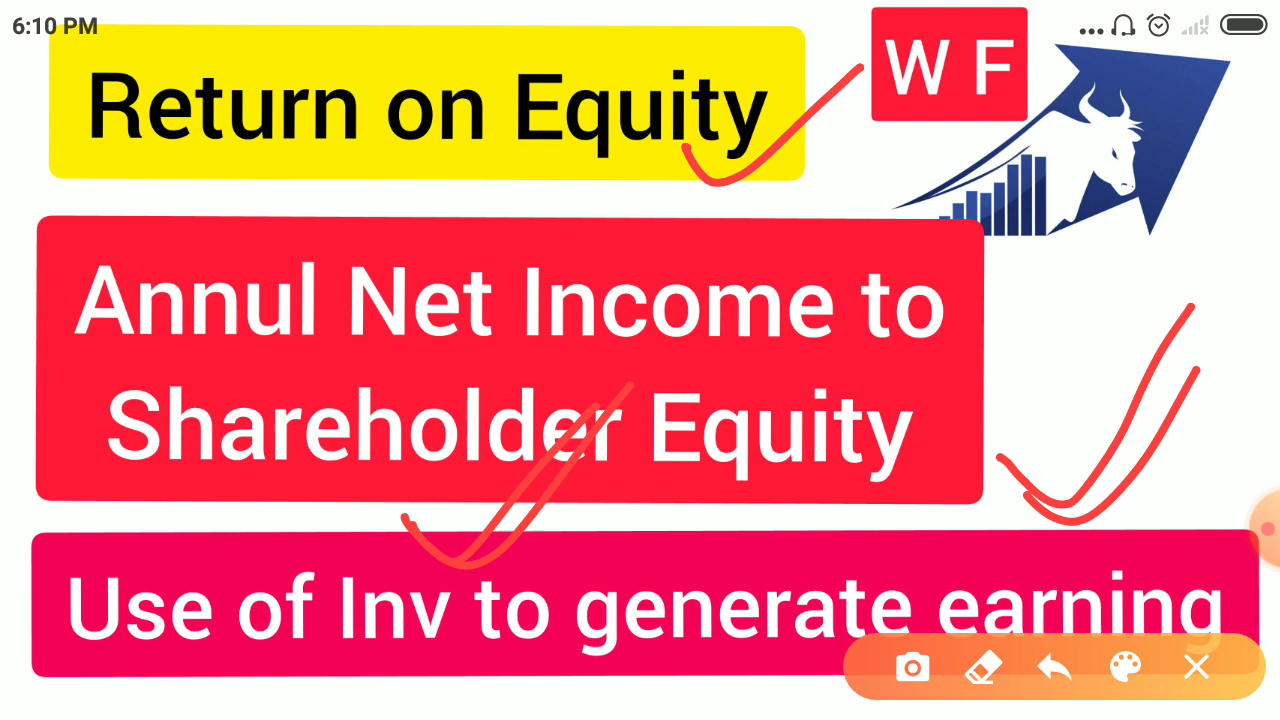 6:10 PM
Return on Equity
W F
Annul Net Income to
Shareholder Equity
Use of Inv to generate earning